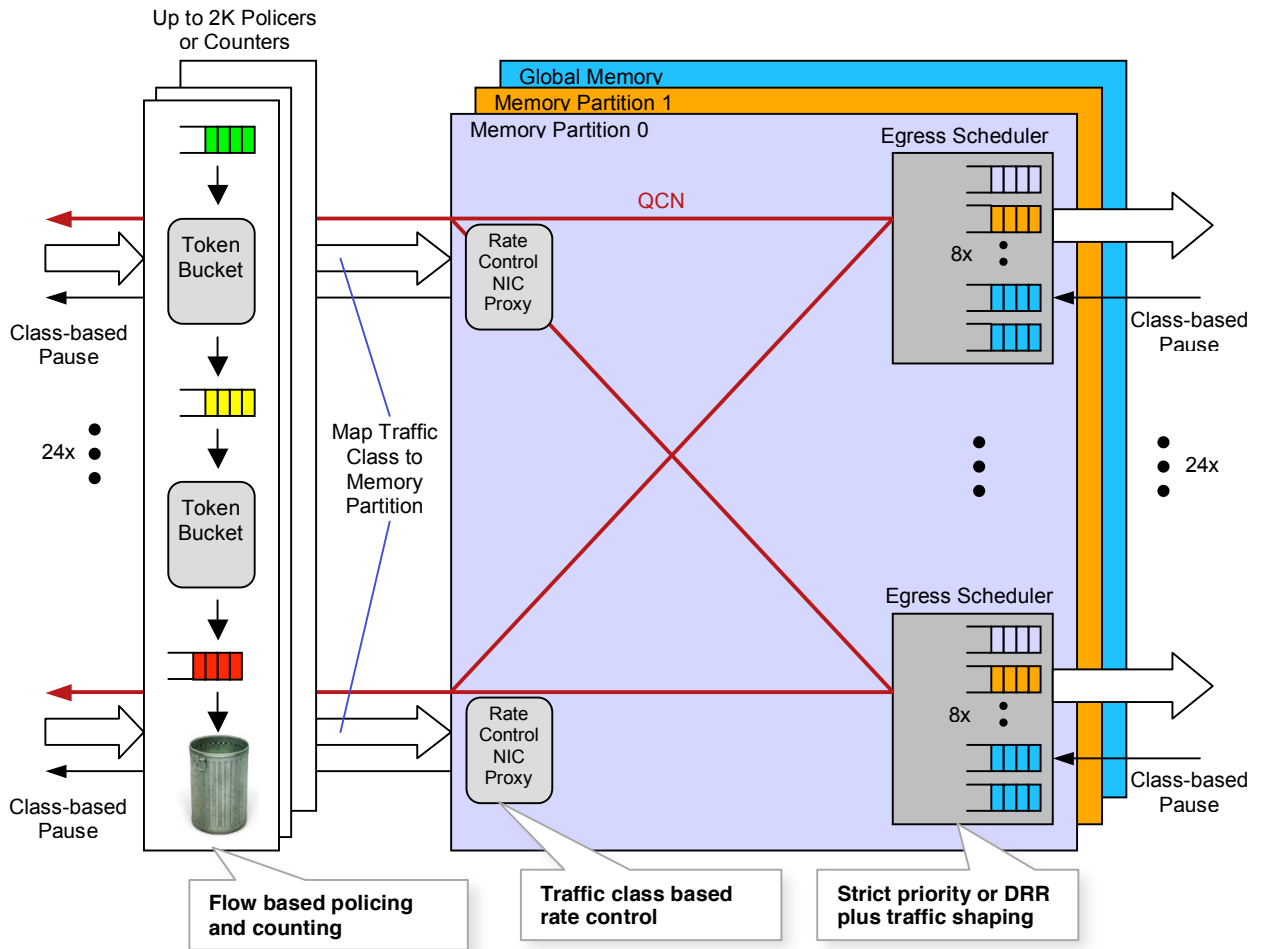 Up to 2K Policers
or Counters
Global Memory
Memory Partition 1
Memory Partition 0
Egress Scheduler
QCN
Token
Bucket
Rate
Control
NIC
Proxy
8x
Class-based
Pause
Class-based
Pause
24x
Map Traffic
Class to
Memory
Partition
24x
Token
Bucket
Egress Scheduler
Rate
Control
NIC
Proxy
8x
Class-based
Pause
Class-based
Pause
Flow based policing
and counting
Traffic class based
rate control
Strict priority or DRR
plus traffic shaping